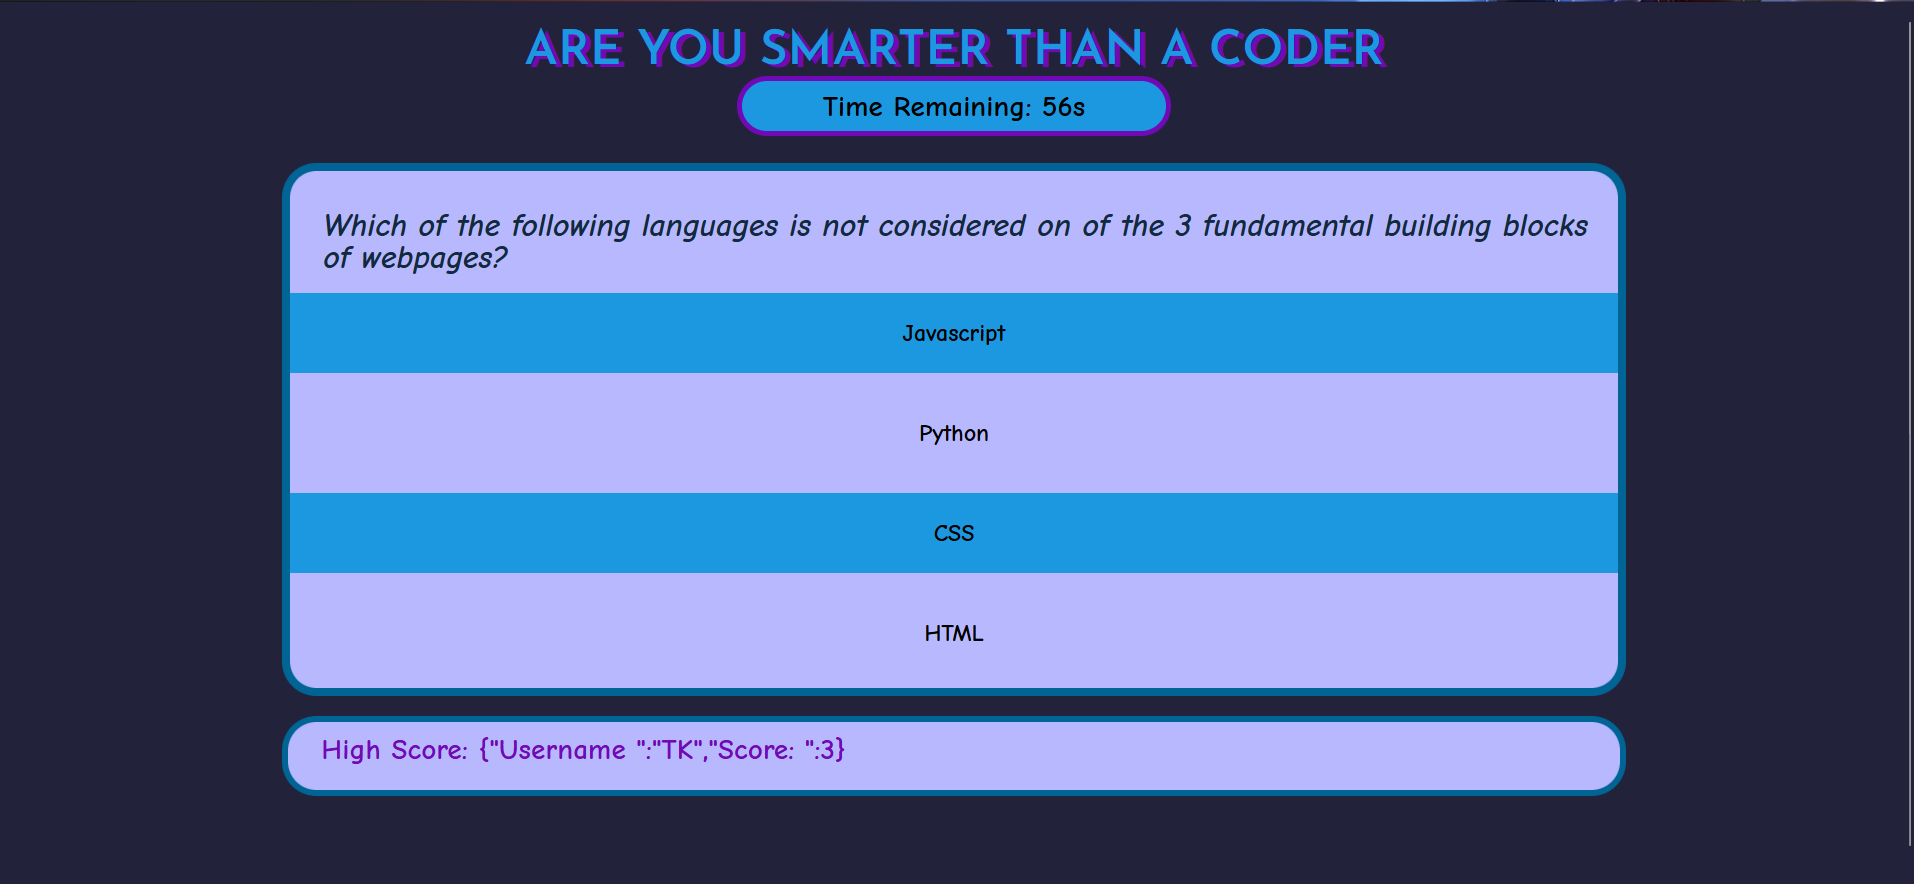 ARE YOU SMARTER THAN A CODER
Time Remaining: 56s
Which of the following languages is not considered on of the 3 fundamental building blocks
of webpages?
Javascript
Python
CSS
HTML
High Score: {"Username ":"TK","Score: ":3}